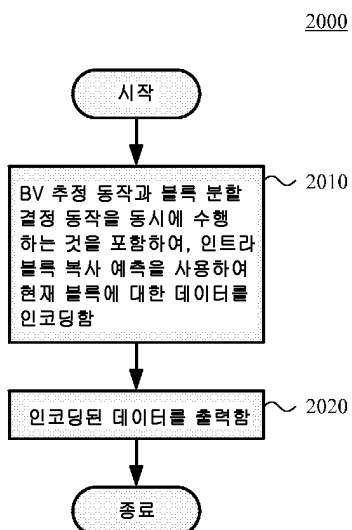 2000
시작
BV 추정 동작과 블록 분할
결정 동작을 동시에 수행
하는 것을 포함하여, 인트라
블록 복사 예측을 사용하여
현재 블록에 대한 데이터를
인코딩함
2010
인코딩된 데이터를 출력함
2020
종료